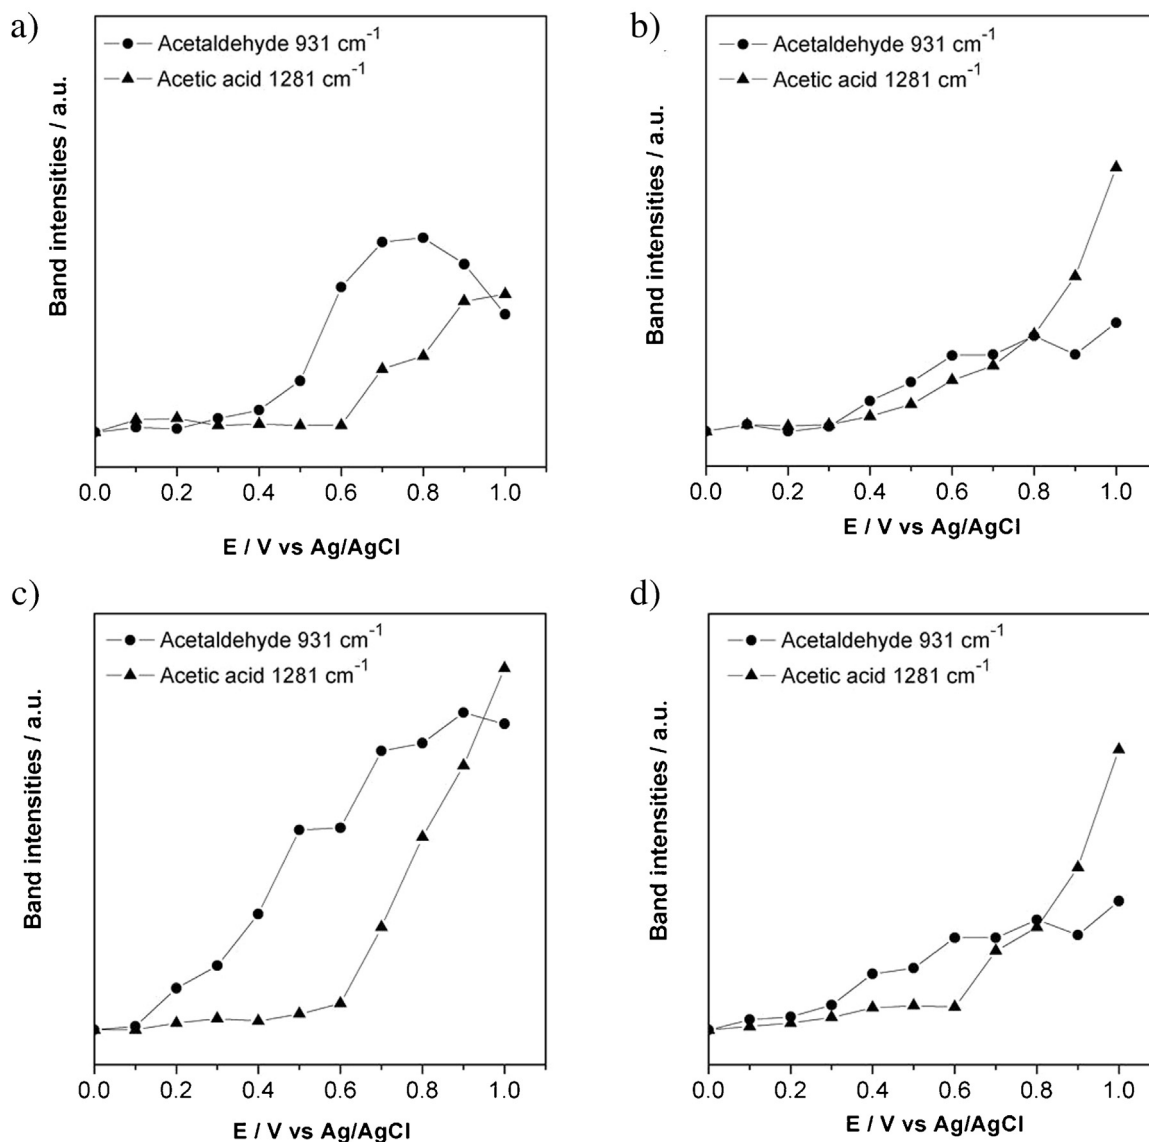 a)
Band intensities / a.u.
Acetaldehyde 931 cm⁻¹
Acetic acid 1281 cm⁻¹
0.0 0.2 0.4 0.6 0.8 1.0
E / V vs Ag/AgCl
b)
Band intensities / a.u.
Acetaldehyde 931 cm⁻¹
Acetic acid 1281 cm⁻¹
0.0 0.2 0.4 0.6 0.8 1.0
E / V vs Ag/AgCl
c)
Band intensities / a.u.
Acetaldehyde 931 cm⁻¹
Acetic acid 1281 cm⁻¹
0.0 0.2 0.4 0.6 0.8 1.0
E / V vs Ag/AgCl
d)
Band intensities / a.u.
Acetaldehyde 931 cm⁻¹
Acetic acid 1281 cm⁻¹
0.0 0.2 0.4 0.6 0.8 1.0
E / V vs Ag/AgCl